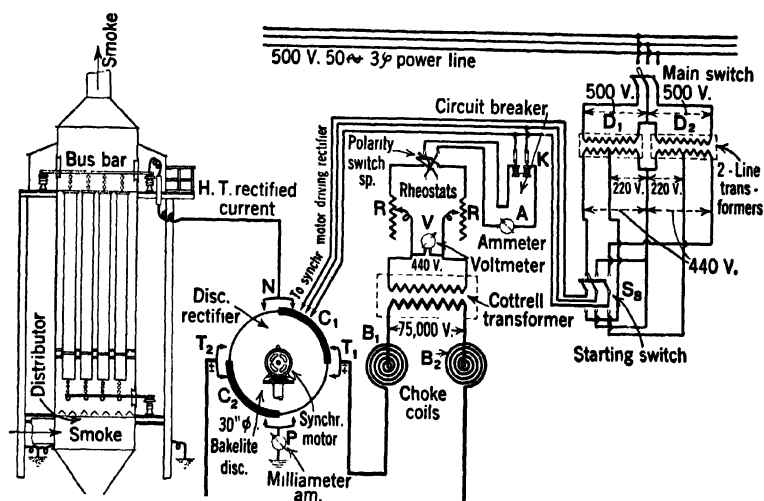 Smoke
500 V. 50~ 3φ power line
Main switch
500 V.
500 V.
D1
D2
Circuit breaker
Polarity
switch
sp.
K
Bus bar
H. T. rectified
current
To synchr motor driving rectifier
Rheostats
R
R
V
A
Ammeter
Voltmeter
440 V.
220 V.
220 V.
2-Line
trans-
formers
440 V.
N
Disc.
rectifier
C1
Cottrell
transformer
S8
Starting switch
75,000 V.
B1
B2
T2
T1
C2
Choke
coils
Distributor
Smoke
30" φ
Bakelite
disc.
Synchr.
motor
P
Milliameter
am.